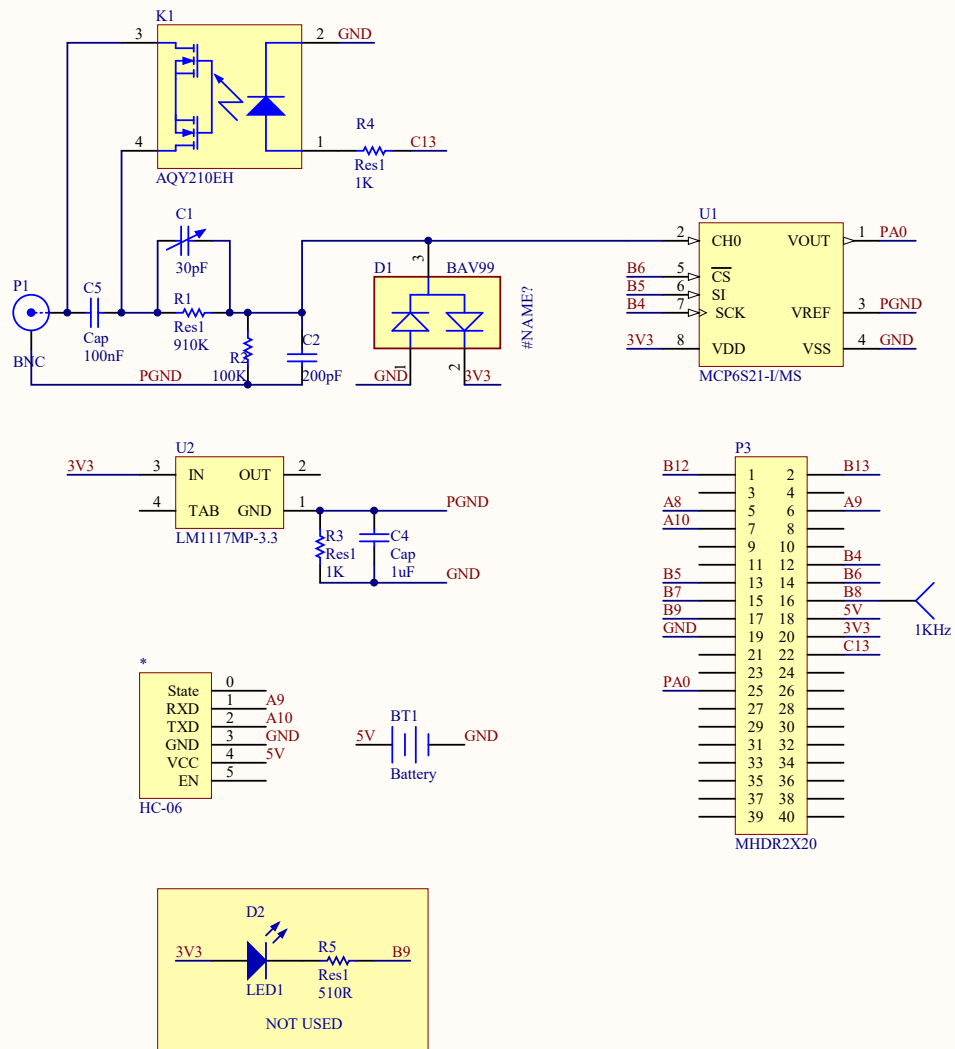 K1
3
2
GND
4
1
AQY210EH
R4
C13
Res1
1K
C1
30pF
P1
C5
R1
BNC
Cap
100nF
Res1
910K
R2
100K
C2
200pF
PGND
D1
BAV99
3
1
2
GND
3V3
#NAME?
U1
2 CH0 VOUT 1 PA0
B6 5 CS
B5 6 SI
B4 7 SCK VREF 3 PGND
3V3 8 VDD VSS 4 GND
MCP6S21-I/MS
U2
3V3 3 IN OUT 2
4 TAB GND 1 PGND
LM1117MP-3.3
R3
Res1
1K
C4
Cap
1uF
GND
P3
B12 1 2 B13
3 4
A8 5 6 A9
A10 7 8
9 10
11 12 B4
B5 13 14 B6
B7 15 16 B8
B9 17 18 5V
GND 19 20 3V3
21 22 C13
23 24
PA0 25 26
27 28
29 30
31 32
33 34
35 36
37 38
39 40
MHDR2X20
1KHz
*
State 0
RXD 1 A9
TXD 2 A10
GND 3 GND
VCC 4 5V
EN 5
HC-06
BT1
5V
GND
Battery
D2
3V3
LED1
R5
Res1
510R
B9
NOT USED